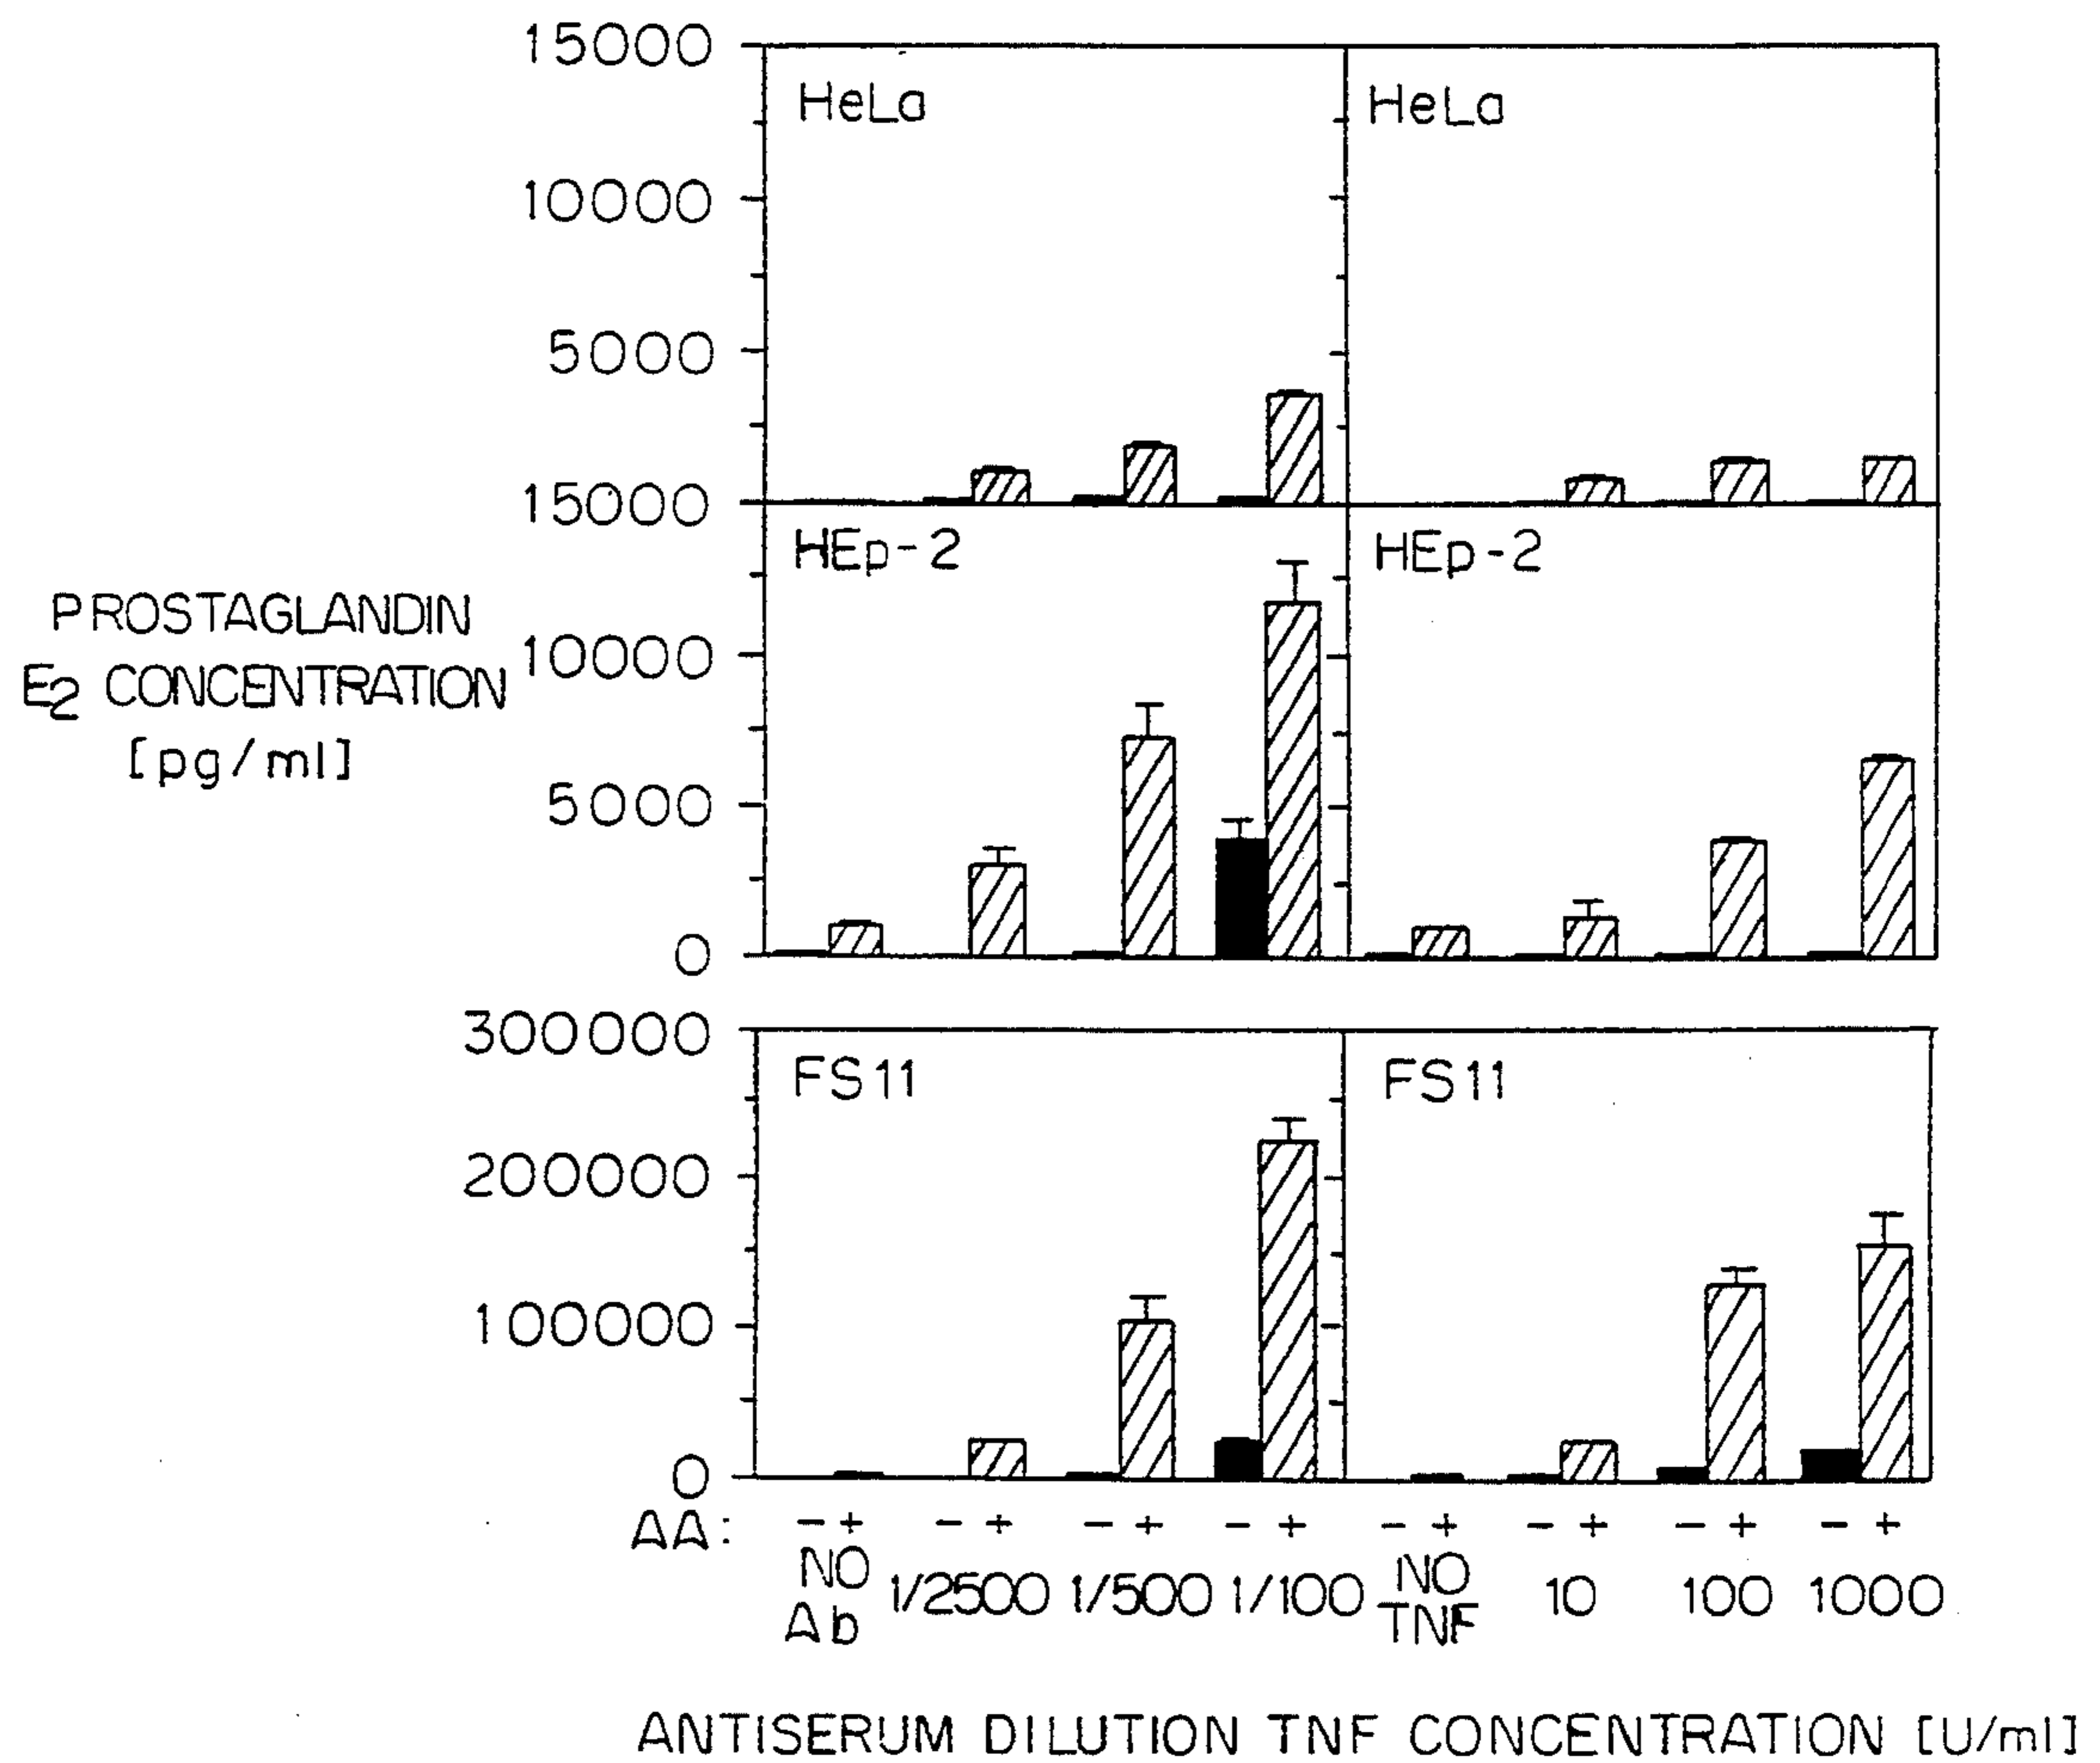 15000
HeLa
HeLa
10000
5000
15000
HEp-2
HEp-2
PROSTAGLANDIN
E2 CONCENTRATION
[pg/ml]
10000
5000
0
300000
FS11
FS11
200000
100000
0
AA: - + - + - + - + - + - + - + - +
NO Ab 1/2500 1/500 1/100 NO TNF 10 100 1000
ANTISERUM DILUTION TNF CONCENTRATION [U/ml]